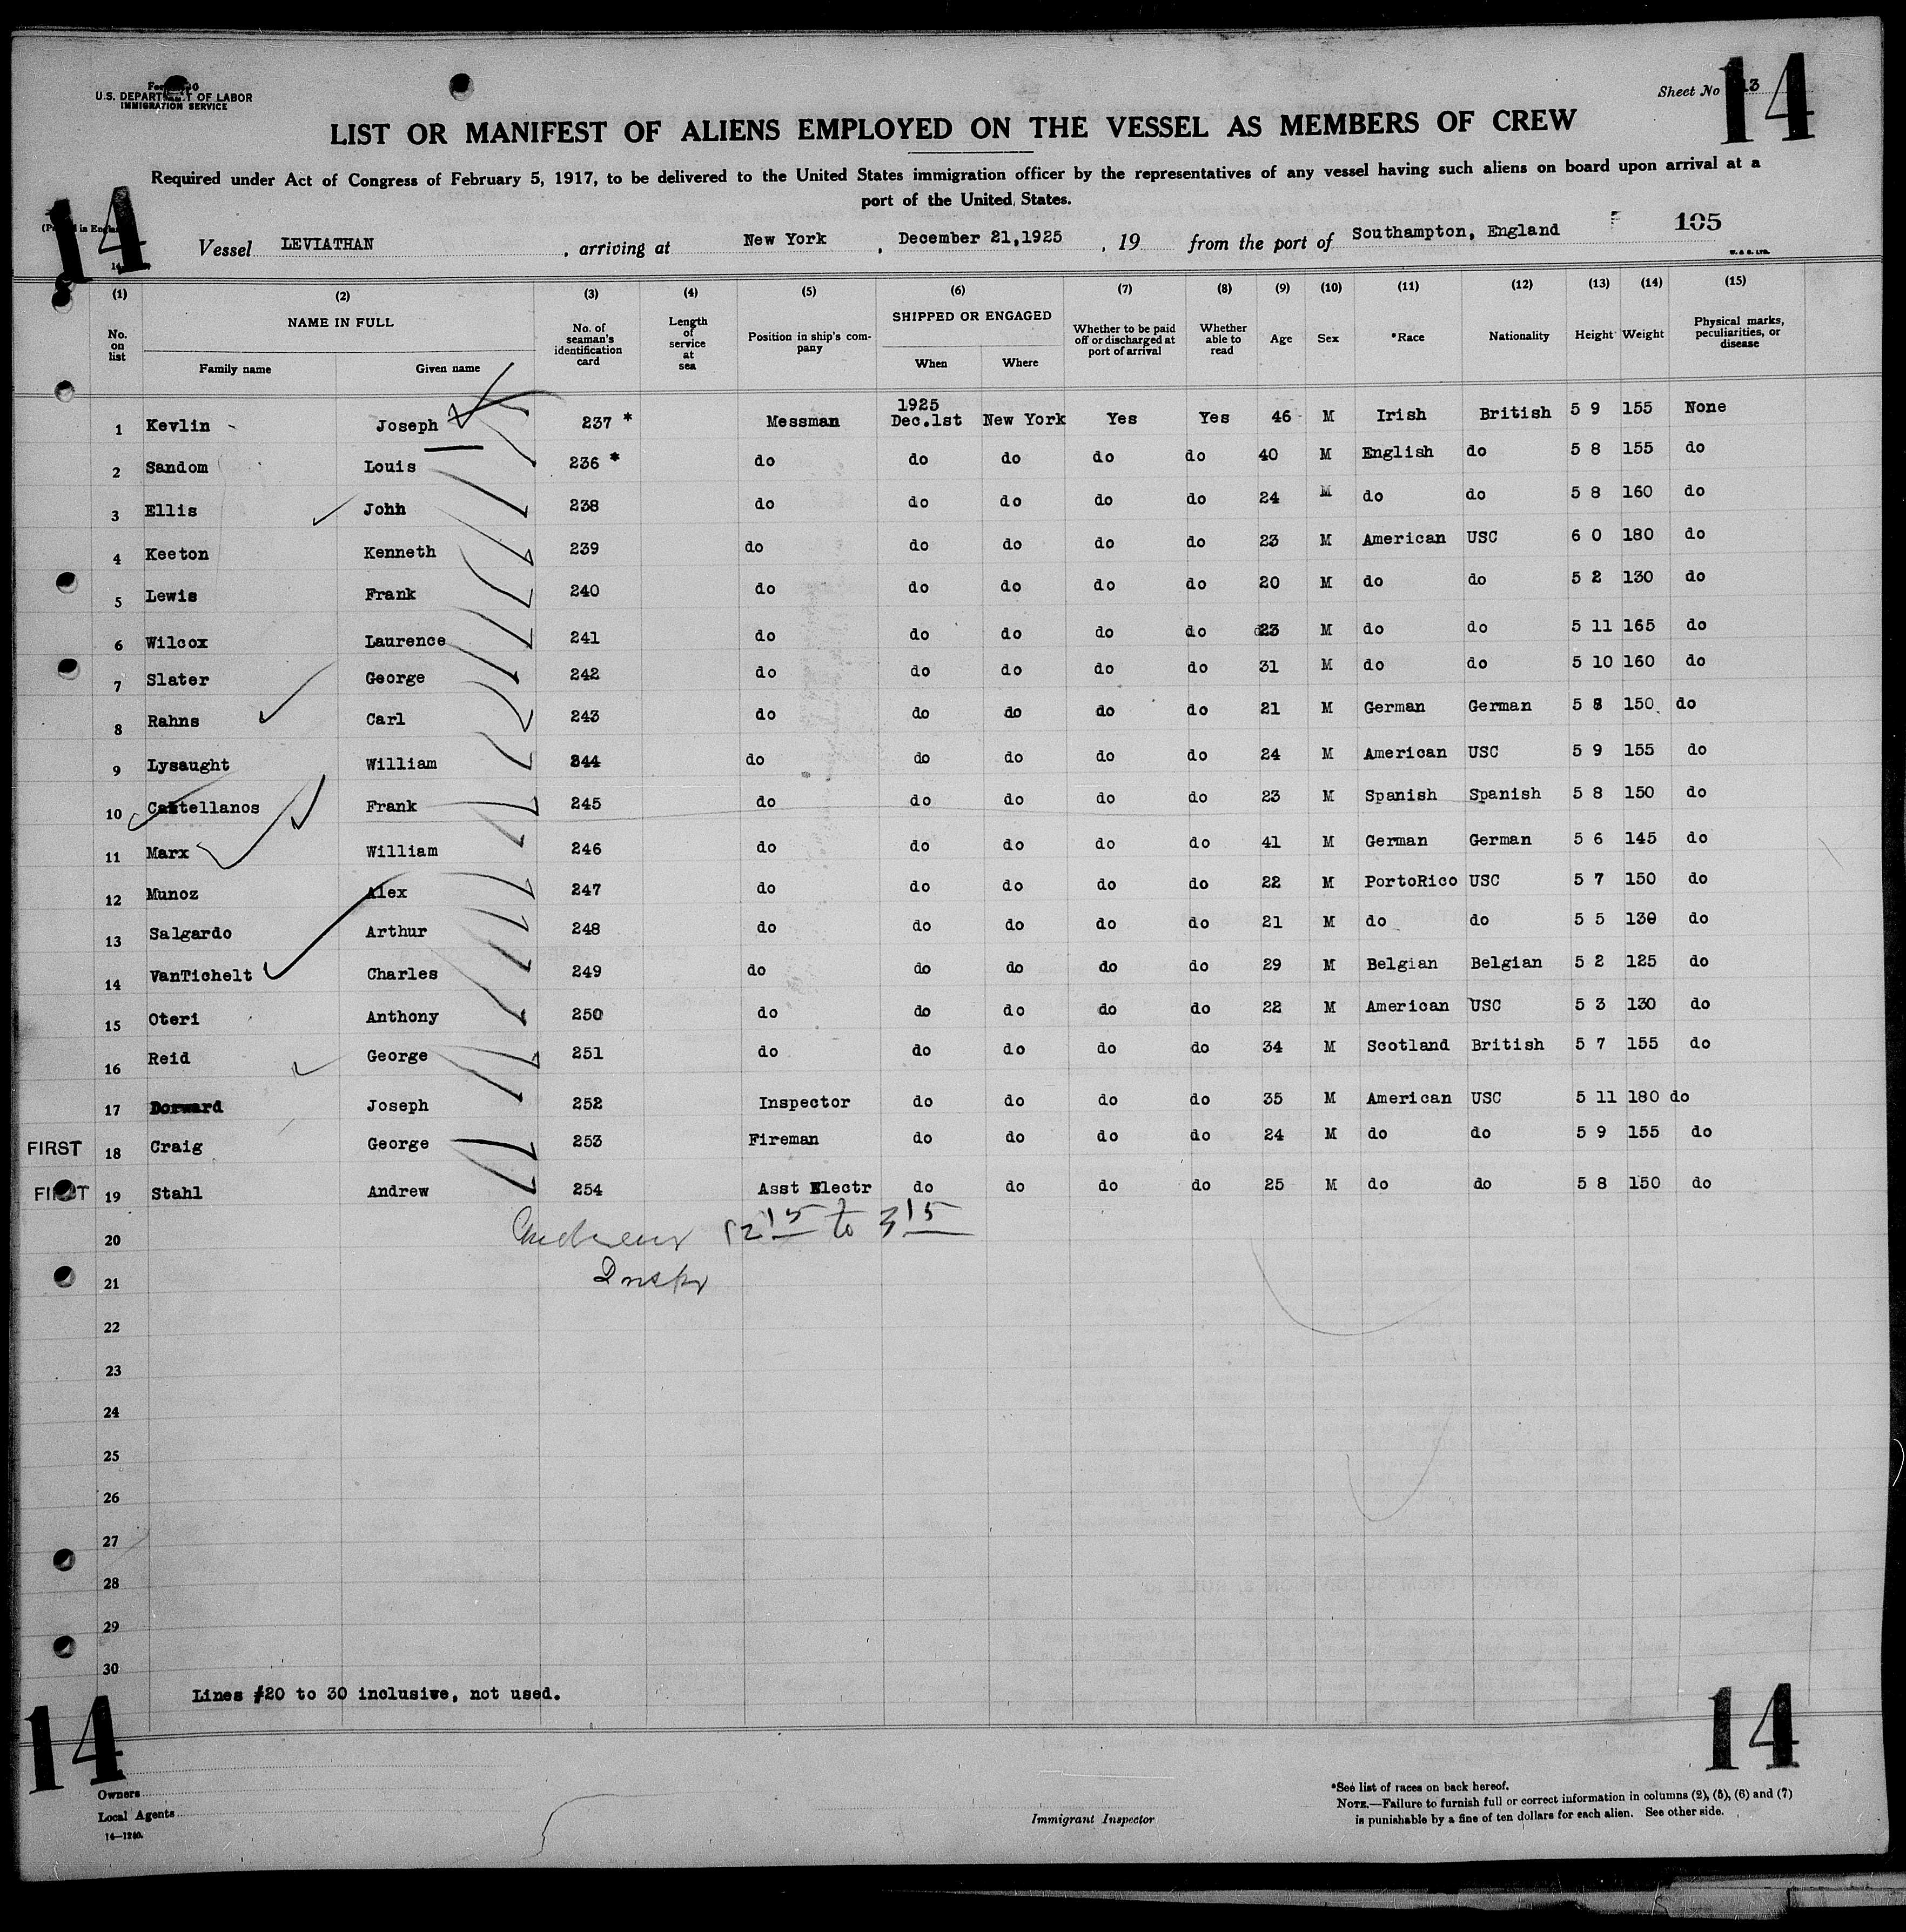 U.S. DEPARTMENT OF LABOR
IMMIGRATION SERVICE
Sheet No 13
14
LIST OR MANIFEST OF ALIENS EMPLOYED ON THE VESSEL AS MEMBERS OF CREW
Required under Act of Congress of February 5, 1917, to be delivered to the United States immigration officer by the representatives of any vessel having such aliens on board upon arrival at a
port of the United States.
14
105
Vessel LEVIATHAN, arriving at New York, December 21,1925, 19 from the port of Southampton, England
W. & S. LTD.
(1) (2) (3) (4) (5) (6) (7) (8) (9) (10) (11) (12) (13) (14) (15)
No. on list NAME IN FULL Family name Given name No. of seaman's identification card Length of service at sea Position in ship's company SHIPPED OR ENGAGED When Where Whether to be paid off or discharged at port of arrival Whether able to read Age Sex *Race Nationality Height Weight Physical marks, peculiarities, or disease
1925
1 Kevlin Joseph 237 * Messman Dec.1st New York Yes Yes 46 M Irish British 5 9 155 None
2 Sandom Louis 236 * do do do do do 40 M English do 5 8 155 do
3 Ellis John 238 do do do do do 24 M do do 5 8 160 do
4 Keeton Kenneth 239 do do do do do 23 M American USC 6 0 180 do
5 Lewis Frank 240 do do do do do 20 M do do 5 2 130 do
6 Wilcox Laurence 241 do do do do do 23 M do do 5 11 165 do
7 Slater George 242 do do do do do 31 M do do 5 10 160 do
8 Rahns Carl 243 do do do do do 21 M German German 5 8 150 do
9 Lysaught William 244 do do do do do 24 M American USC 5 9 155 do
10 Castellanos Frank 245 do do do do do 23 M Spanish Spanish 5 8 150 do
11 Marx William 246 do do do do do 41 M German German 5 6 145 do
12 Munoz Alex 247 do do do do do 22 M PortoRico USC 5 7 150 do
13 Salgardo Arthur 248 do do do do do 21 M do do 5 5 130 do
14 VanTichelt Charles 249 do do do do do 29 M Belgian Belgian 5 2 125 do
15 Oteri Anthony 250 do do do do do 22 M American USC 5 3 130 do
16 Reid George 251 do do do do do 34 M Scotland British 5 7 155 do
17 Dorward Joseph 252 Inspector do do do do 35 M American USC 5 11 180 do
FIRST 18 Craig George 253 Fireman do do do do 24 M do do 5 9 155 do
FIRST 19 Stahl Andrew 254 Asst Electr do do do do 25 M do do 5 8 150 do
20 12 15 to 3 15
21 Inspr
22
23
24
25
26
27
28
29
30
Lines #20 to 30 inclusive, not used.
14
14
Owners
Local Agents
14—1240.
Immigrant Inspector
*See list of races on back hereof.
NOTE.—Failure to furnish full or correct information in columns (2), (5), (6) and (7)
is punishable by a fine of ten dollars for each alien. See other side.